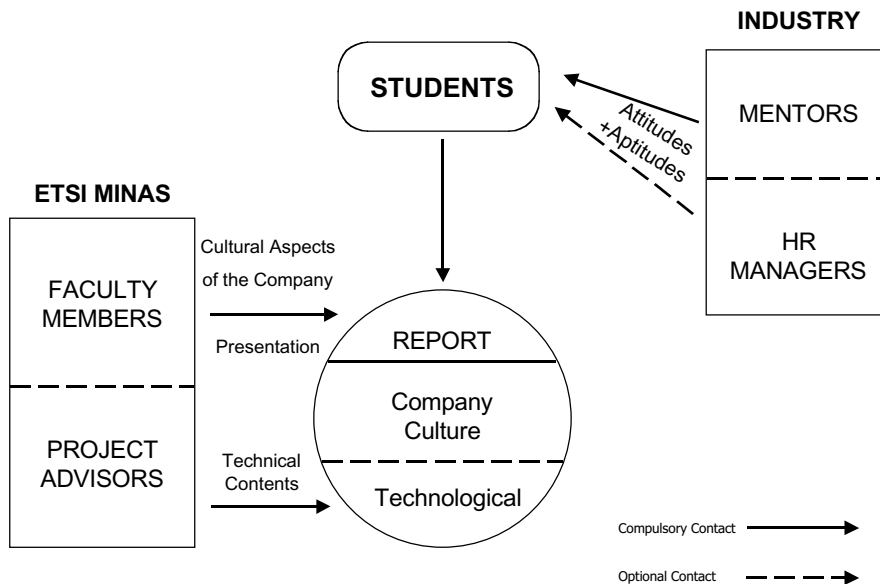 INDUSTRY
STUDENTS
Attitudes
+Aptitudes
MENTORS
HR
MANAGERS
ETSI MINAS
FACULTY
MEMBERS
PROJECT
ADVISORS
Cultural Aspects
of the Company
Presentation
Technical
Contents
REPORT
Company
Culture
Technological
Compulsory Contact
Optional Contact